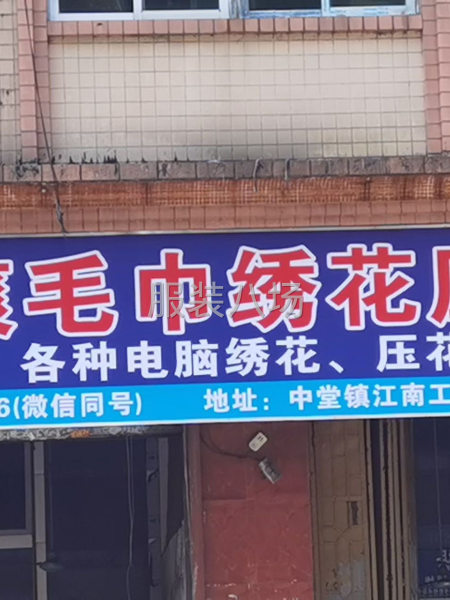 毛巾绣花
各种电脑绣花、压花
6(微信同号) 地址：中堂镇江南工
服装八场